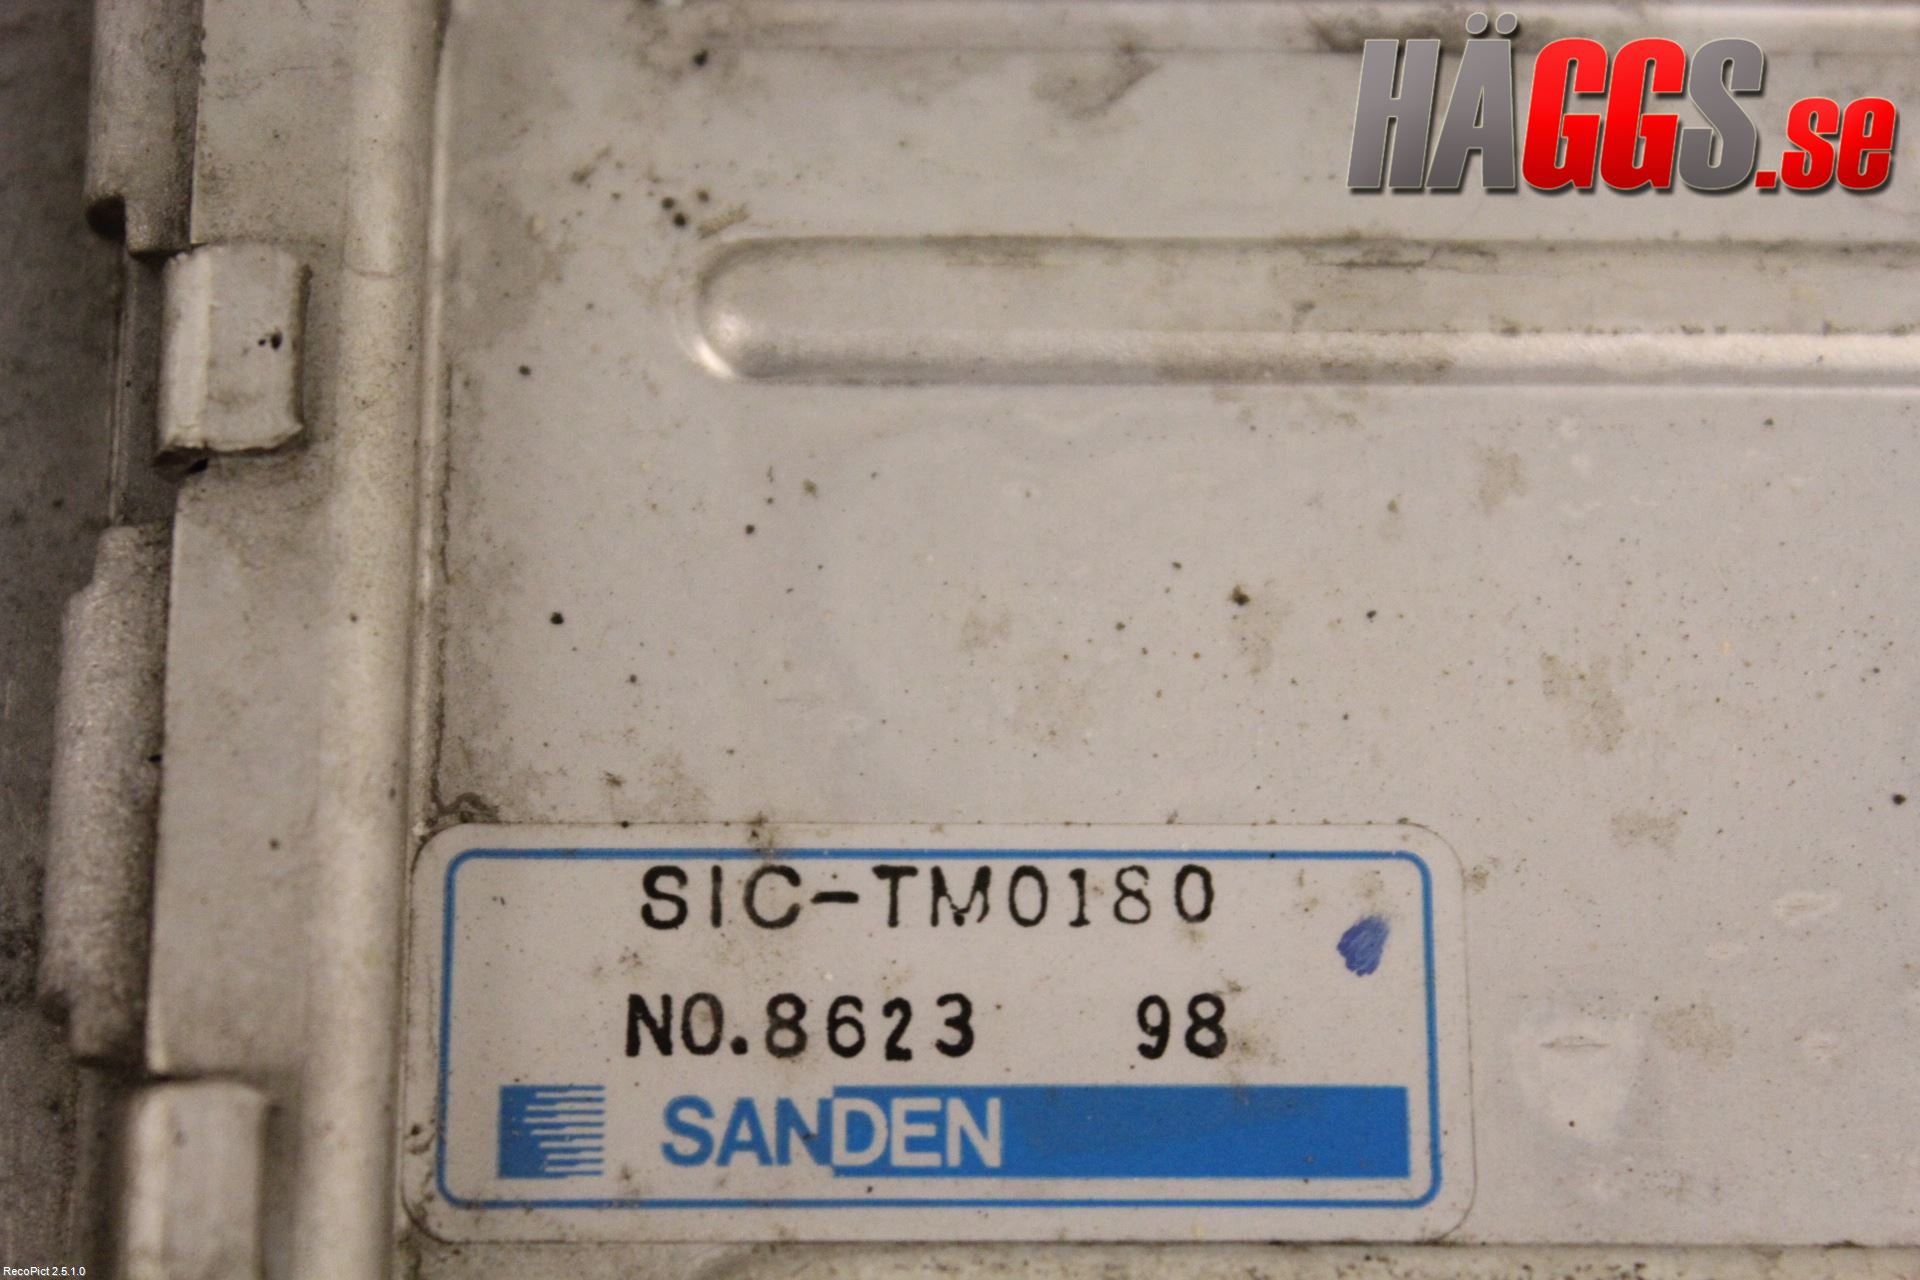 HÄGGS.se
SIC-TM0180
NO.8623 98
SANDEN
RecoPict 2.5.1.0